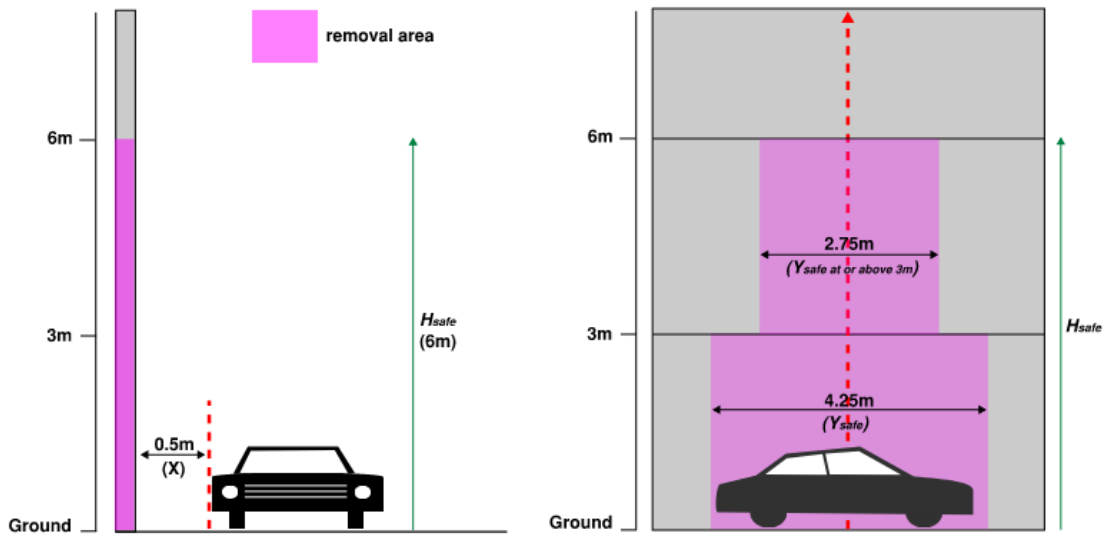 removal area
6m
3m
Ground
0.5m
(X)
Hsafe
(6m)
6m
3m
Ground
2.75m
(Ysafe at or above 3m)
4.25m
(Ysafe)
Hsafe